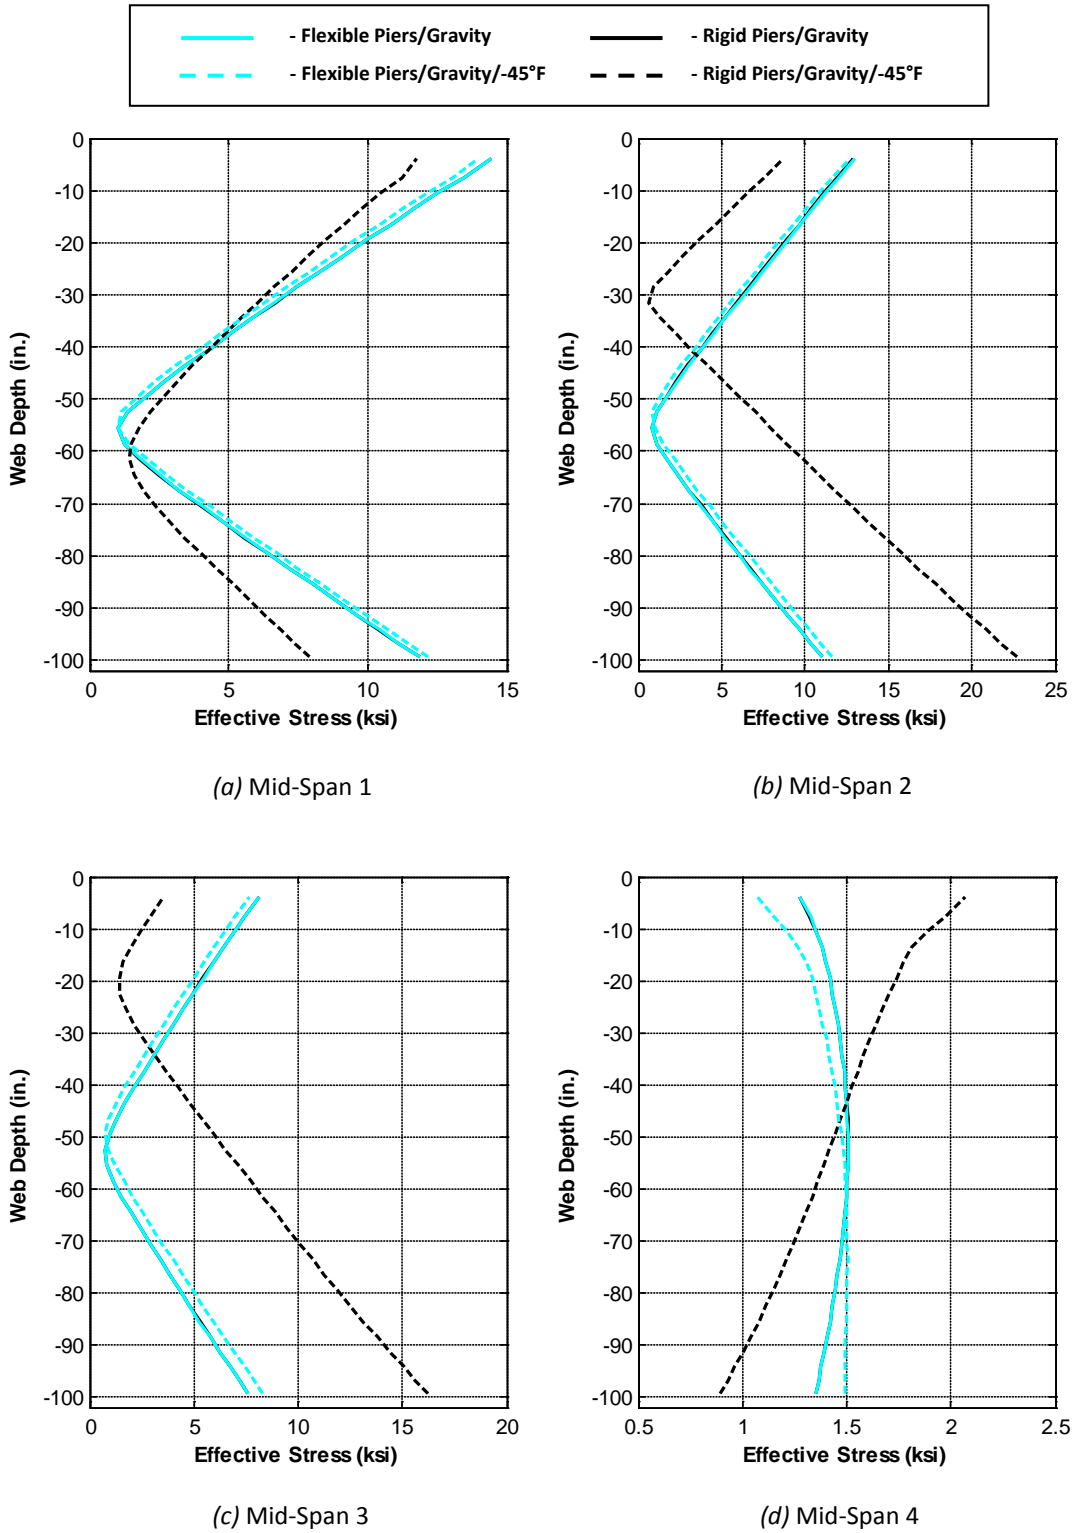 - Flexible Piers/Gravity - Rigid Piers/Gravity
- Flexible Piers/Gravity/-45°F - Rigid Piers/Gravity/-45°F
0
-10
-20
-30
-40
-50
-60
-70
-80
-90
-100
Web Depth (in.)
0 5 10 15
Effective Stress (ksi)
(a) Mid-Span 1
0
-10
-20
-30
-40
-50
-60
-70
-80
-90
-100
Web Depth (in.)
0 5 10 15 20 25
Effective Stress (ksi)
(b) Mid-Span 2
0
-10
-20
-30
-40
-50
-60
-70
-80
-90
-100
Web Depth (in.)
0 5 10 15 20
Effective Stress (ksi)
(c) Mid-Span 3
0
-10
-20
-30
-40
-50
-60
-70
-80
-90
-100
Web Depth (in.)
0.5 1 1.5 2 2.5
Effective Stress (ksi)
(d) Mid-Span 4